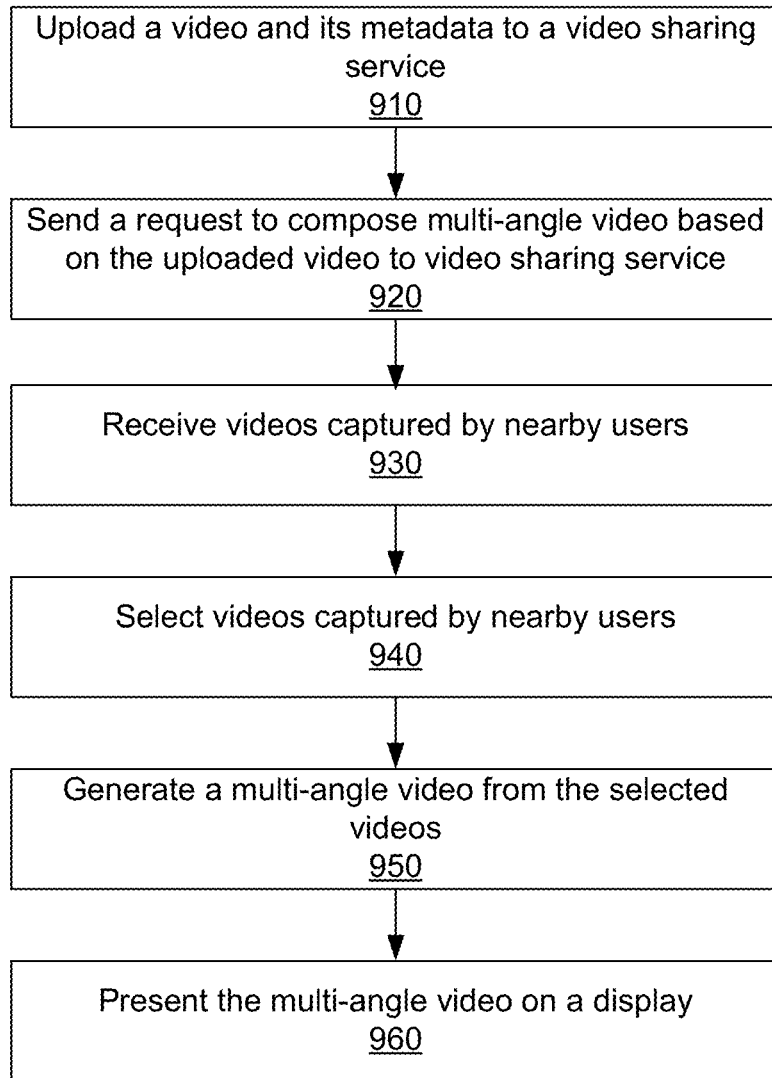 Upload a video and its metadata to a video sharing
service
910
Send a request to compose multi-angle video based
on the uploaded video to video sharing service
920
Receive videos captured by nearby users
930
Select videos captured by nearby users
940
Generate a multi-angle video from the selected
videos
950
Present the multi-angle video on a display
960